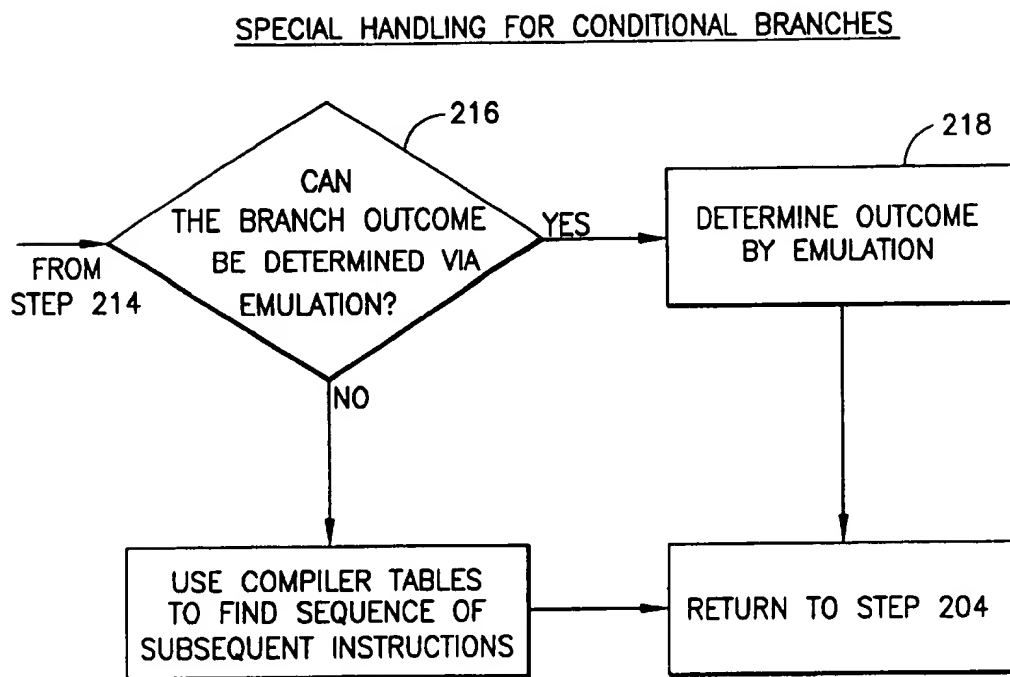 SPECIAL HANDLING FOR CONDITIONAL BRANCHES
216
CAN
THE BRANCH OUTCOME
BE DETERMINED VIA
EMULATION?
FROM
STEP 214
YES
NO
218
DETERMINE OUTCOME
BY EMULATION
USE COMPILER TABLES
TO FIND SEQUENCE OF
SUBSEQUENT INSTRUCTIONS
RETURN TO STEP 204